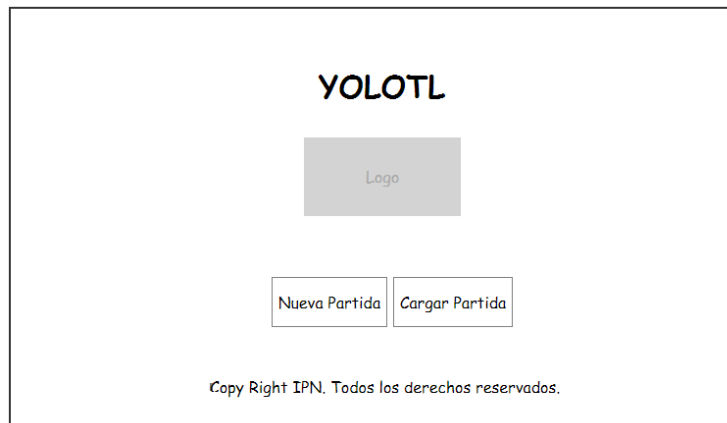 YOLOTL
Logo
Nueva Partida Cargar Partida
Copy Right IPN. Todos los derechos reservados.